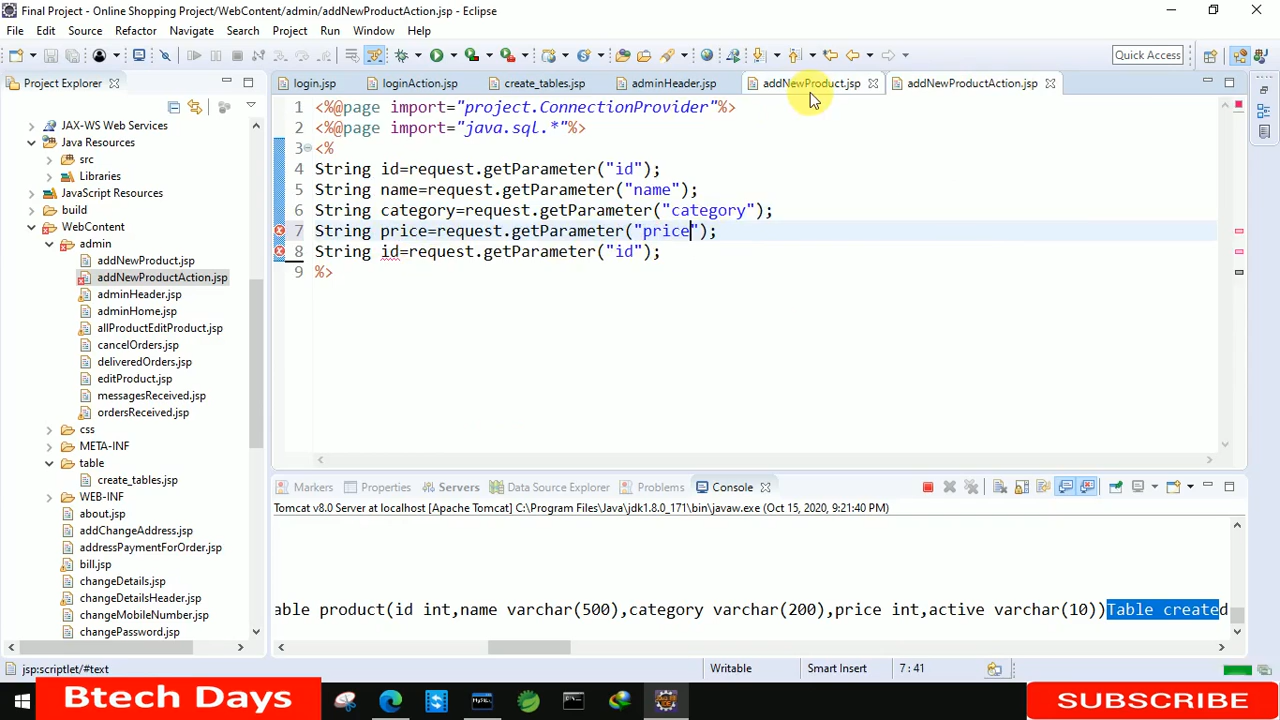 Final Project - Online Shopping Project/WebContent/admin/addNewProductAction.jsp - Eclipse
File Edit Source Refactor Navigate Search Project Run Window Help
Quick Access
Project Explorer
login.jsp loginAction.jsp create_tables.jsp adminHeader.jsp addNewProduct.jsp addNewProductAction.jsp
JAX-WS Web Services
Java Resources
src
Libraries
JavaScript Resources
build
WebContent
admin
addNewProduct.jsp
addNewProductAction.jsp
adminHeader.jsp
adminHome.jsp
allProductEditProduct.jsp
cancelOrders.jsp
deliveredOrders.jsp
editProduct.jsp
messagesReceived.jsp
ordersReceived.jsp
css
META-INF
table
create_tables.jsp
WEB-INF
about.jsp
addChangeAddress.jsp
addressPaymentForOrder.jsp
bill.jsp
changeDetails.jsp
changeDetailsHeader.jsp
changeMobileNumber.jsp
changePassword.jsp
1 <%@page import="project.ConnectionProvider"%>
2 <%@page import="java.sql.*"%>
3 <%
4 String id=request.getParameter("id");
5 String name=request.getParameter("name");
6 String category=request.getParameter("category");
7 String price=request.getParameter("price");
8 String id=request.getParameter("id");
9 %>
Markers Properties Servers Data Source Explorer Problems Console
Tomcat v8.0 Server at localhost [Apache Tomcat] C:\Program Files\Java\jdk1.8.0_171\bin\javaw.exe (Oct 15, 2020, 9:21:40 PM)
able product(id int,name varchar(500),category varchar(200),price int,active varchar(10))Table created
jsp:scriptlet/#text Writable Smart Insert 7 : 41
Btech Days
SUBSCRIBE